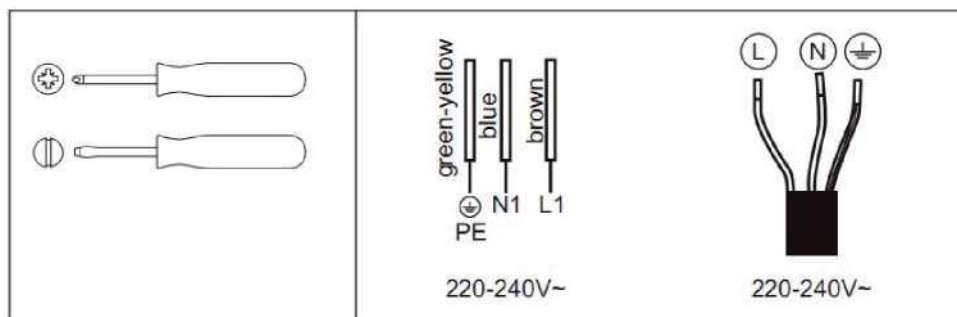 green-yellow
blue
brown
PE
N1
L1
220-240V~
L
N
220-240V~